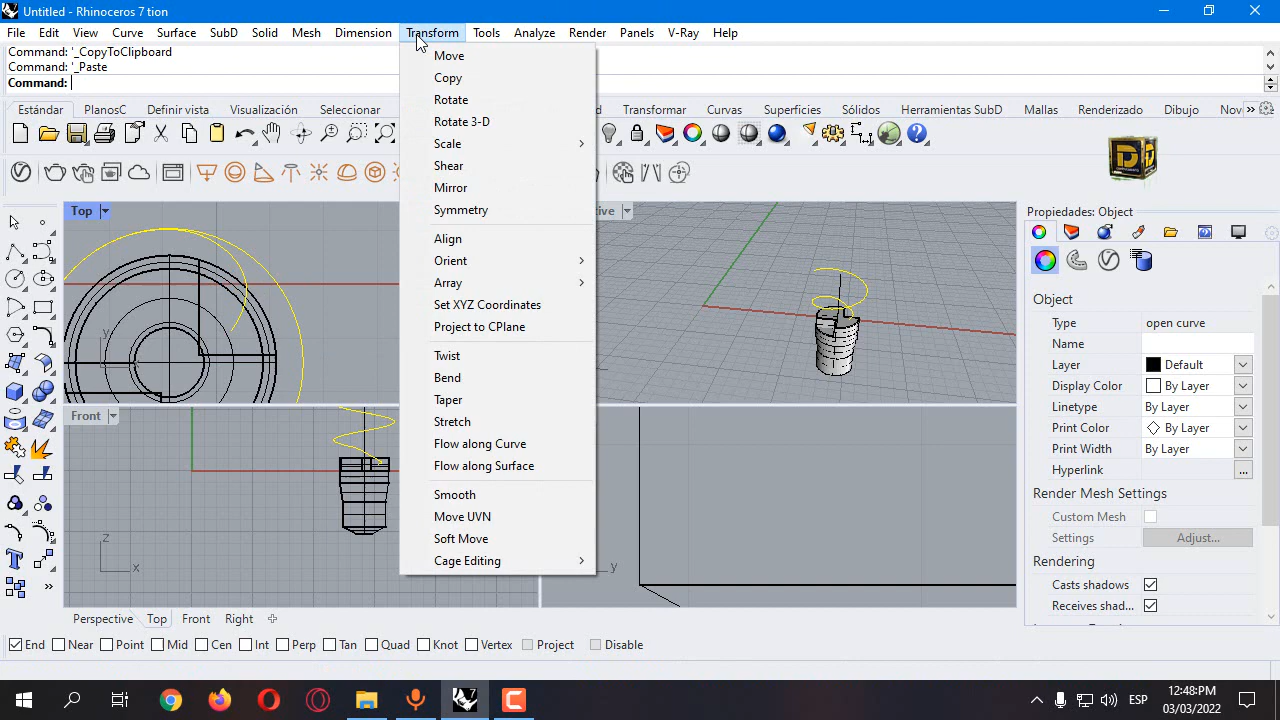 Untitled - Rhinoceros 7 tion
File Edit View Curve Surface SubD Solid Mesh Dimension Transform Tools Analyze Render Panels V-Ray Help
Command: '_CopyToClipboard
Command: '_Paste
Command:
Estándar PlanosC Definir vista Visualización Seleccionar Transformar Curvas Superficies Sólidos Herramientas SubD Mallas Renderizado Dibujo Nov
Move
Copy
Rotate
Rotate 3-D
Scale
Shear
Mirror
Symmetry
Align
Orient
Array
Set XYZ Coordinates
Project to CPlane
Twist
Bend
Taper
Stretch
Flow along Curve
Flow along Surface
Smooth
Move UVN
Soft Move
Cage Editing
Top
y
x
tive
Front
z
x
y
Propiedades: Object
Object
Type open curve
Name
Layer Default
Display Color By Layer
Linetype By Layer
Print Color By Layer
Print Width By Layer
Hyperlink ...
Render Mesh Settings
Custom Mesh
Settings Adjust...
Rendering
Casts shadows
Receives shad...
Perspective Top Front Right
End Near Point Mid Cen Int Perp Tan Quad Knot Vertex Project Disable
ESP
12:48:PM
03/03/2022